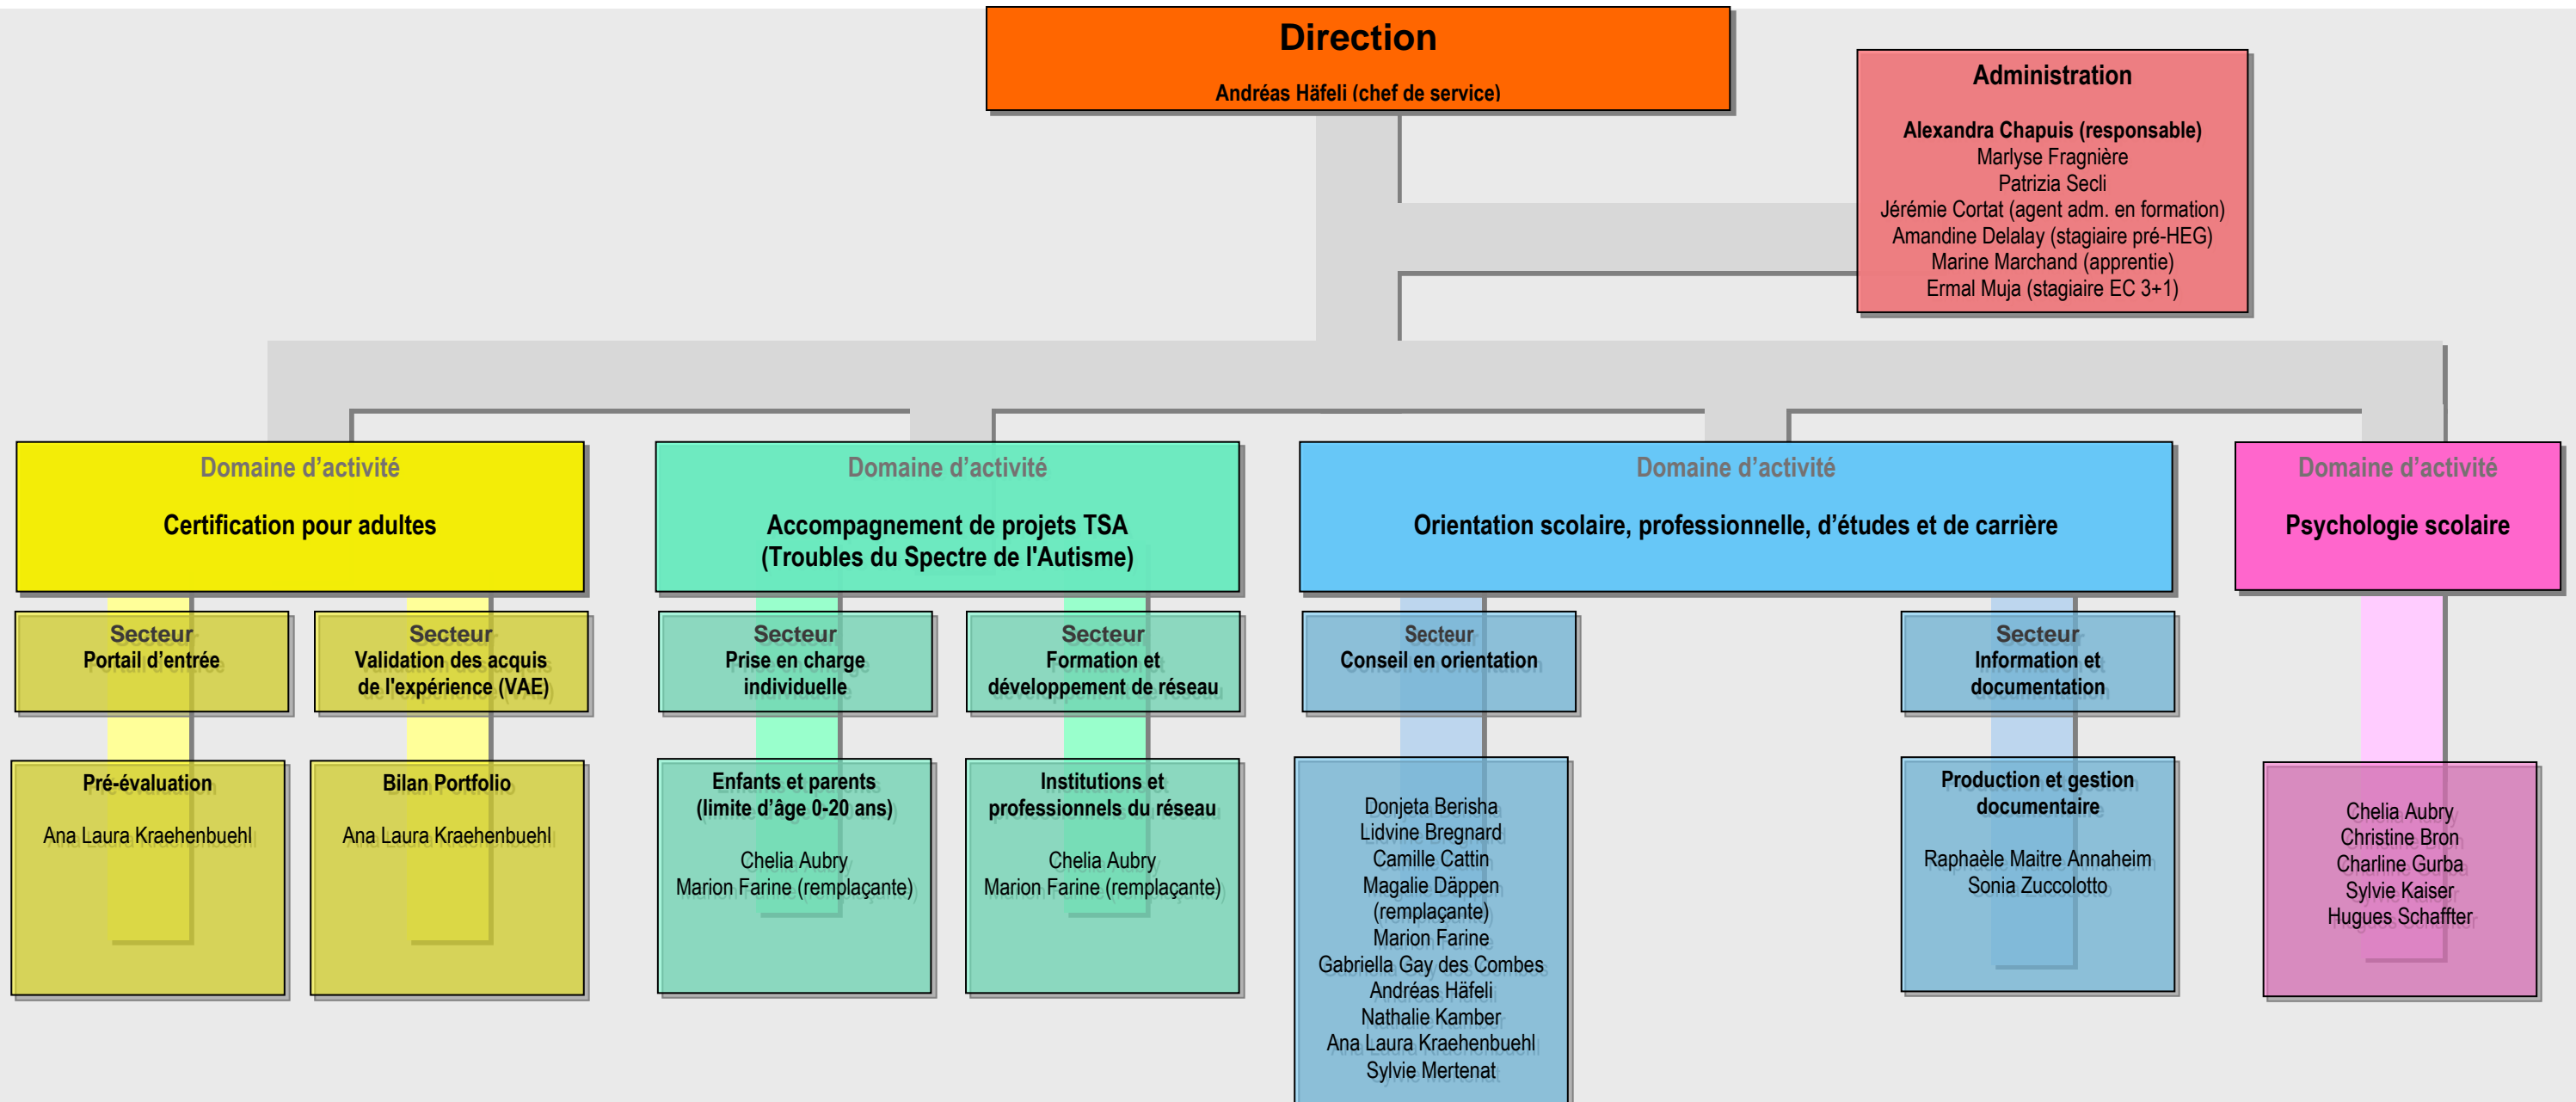 Direction
Andréas Häfeli (chef de service)
Administration
Alexandra Chapuis (responsable)
Marlyse Fragnière
Patrizia Secli
Jérémie Cortat (agent adm. en formation)
Amandine Delalay (stagiaire pré-HEG)
Marine Marchand (apprentie)
Ermal Muja (stagiaire EC 3+1)
Domaine d’activité
Certification pour adultes
Domaine d’activité
Accompagnement de projets TSA
(Troubles du Spectre de l'Autisme)
Domaine d’activité
Orientation scolaire, professionnelle, d’études et de carrière
Domaine d’activité
Psychologie scolaire
Secteur
Portail d’entrée
Secteur
Validation des acquis
de l'expérience (VAE)
Secteur
Prise en charge
individuelle
Secteur
Formation et
développement de réseau
Secteur
Conseil en orientation
Secteur
Information et
documentation
Pré-évaluation
Ana Laura Kraehenbuehl
Bilan Portfolio
Ana Laura Kraehenbuehl
Enfants et parents
(limite d’âge 0-20 ans)
Chelia Aubry
Marion Farine (remplaçante)
Institutions et
professionnels du réseau
Chelia Aubry
Marion Farine (remplaçante)
Donjeta Berisha
Lidvine Bregnard
Camille Cattin
Magalie Däppen
(remplaçante)
Marion Farine
Gabriella Gay des Combes
Andréas Häfeli
Nathalie Kamber
Ana Laura Kraehenbuehl
Sylvie Mertenat
Production et gestion
documentaire
Raphaèle Maitre Annaheim
Sonia Zuccolotto
Chelia Aubry
Christine Bron
Charline Gurba
Sylvie Kaiser
Hugues Schaffter